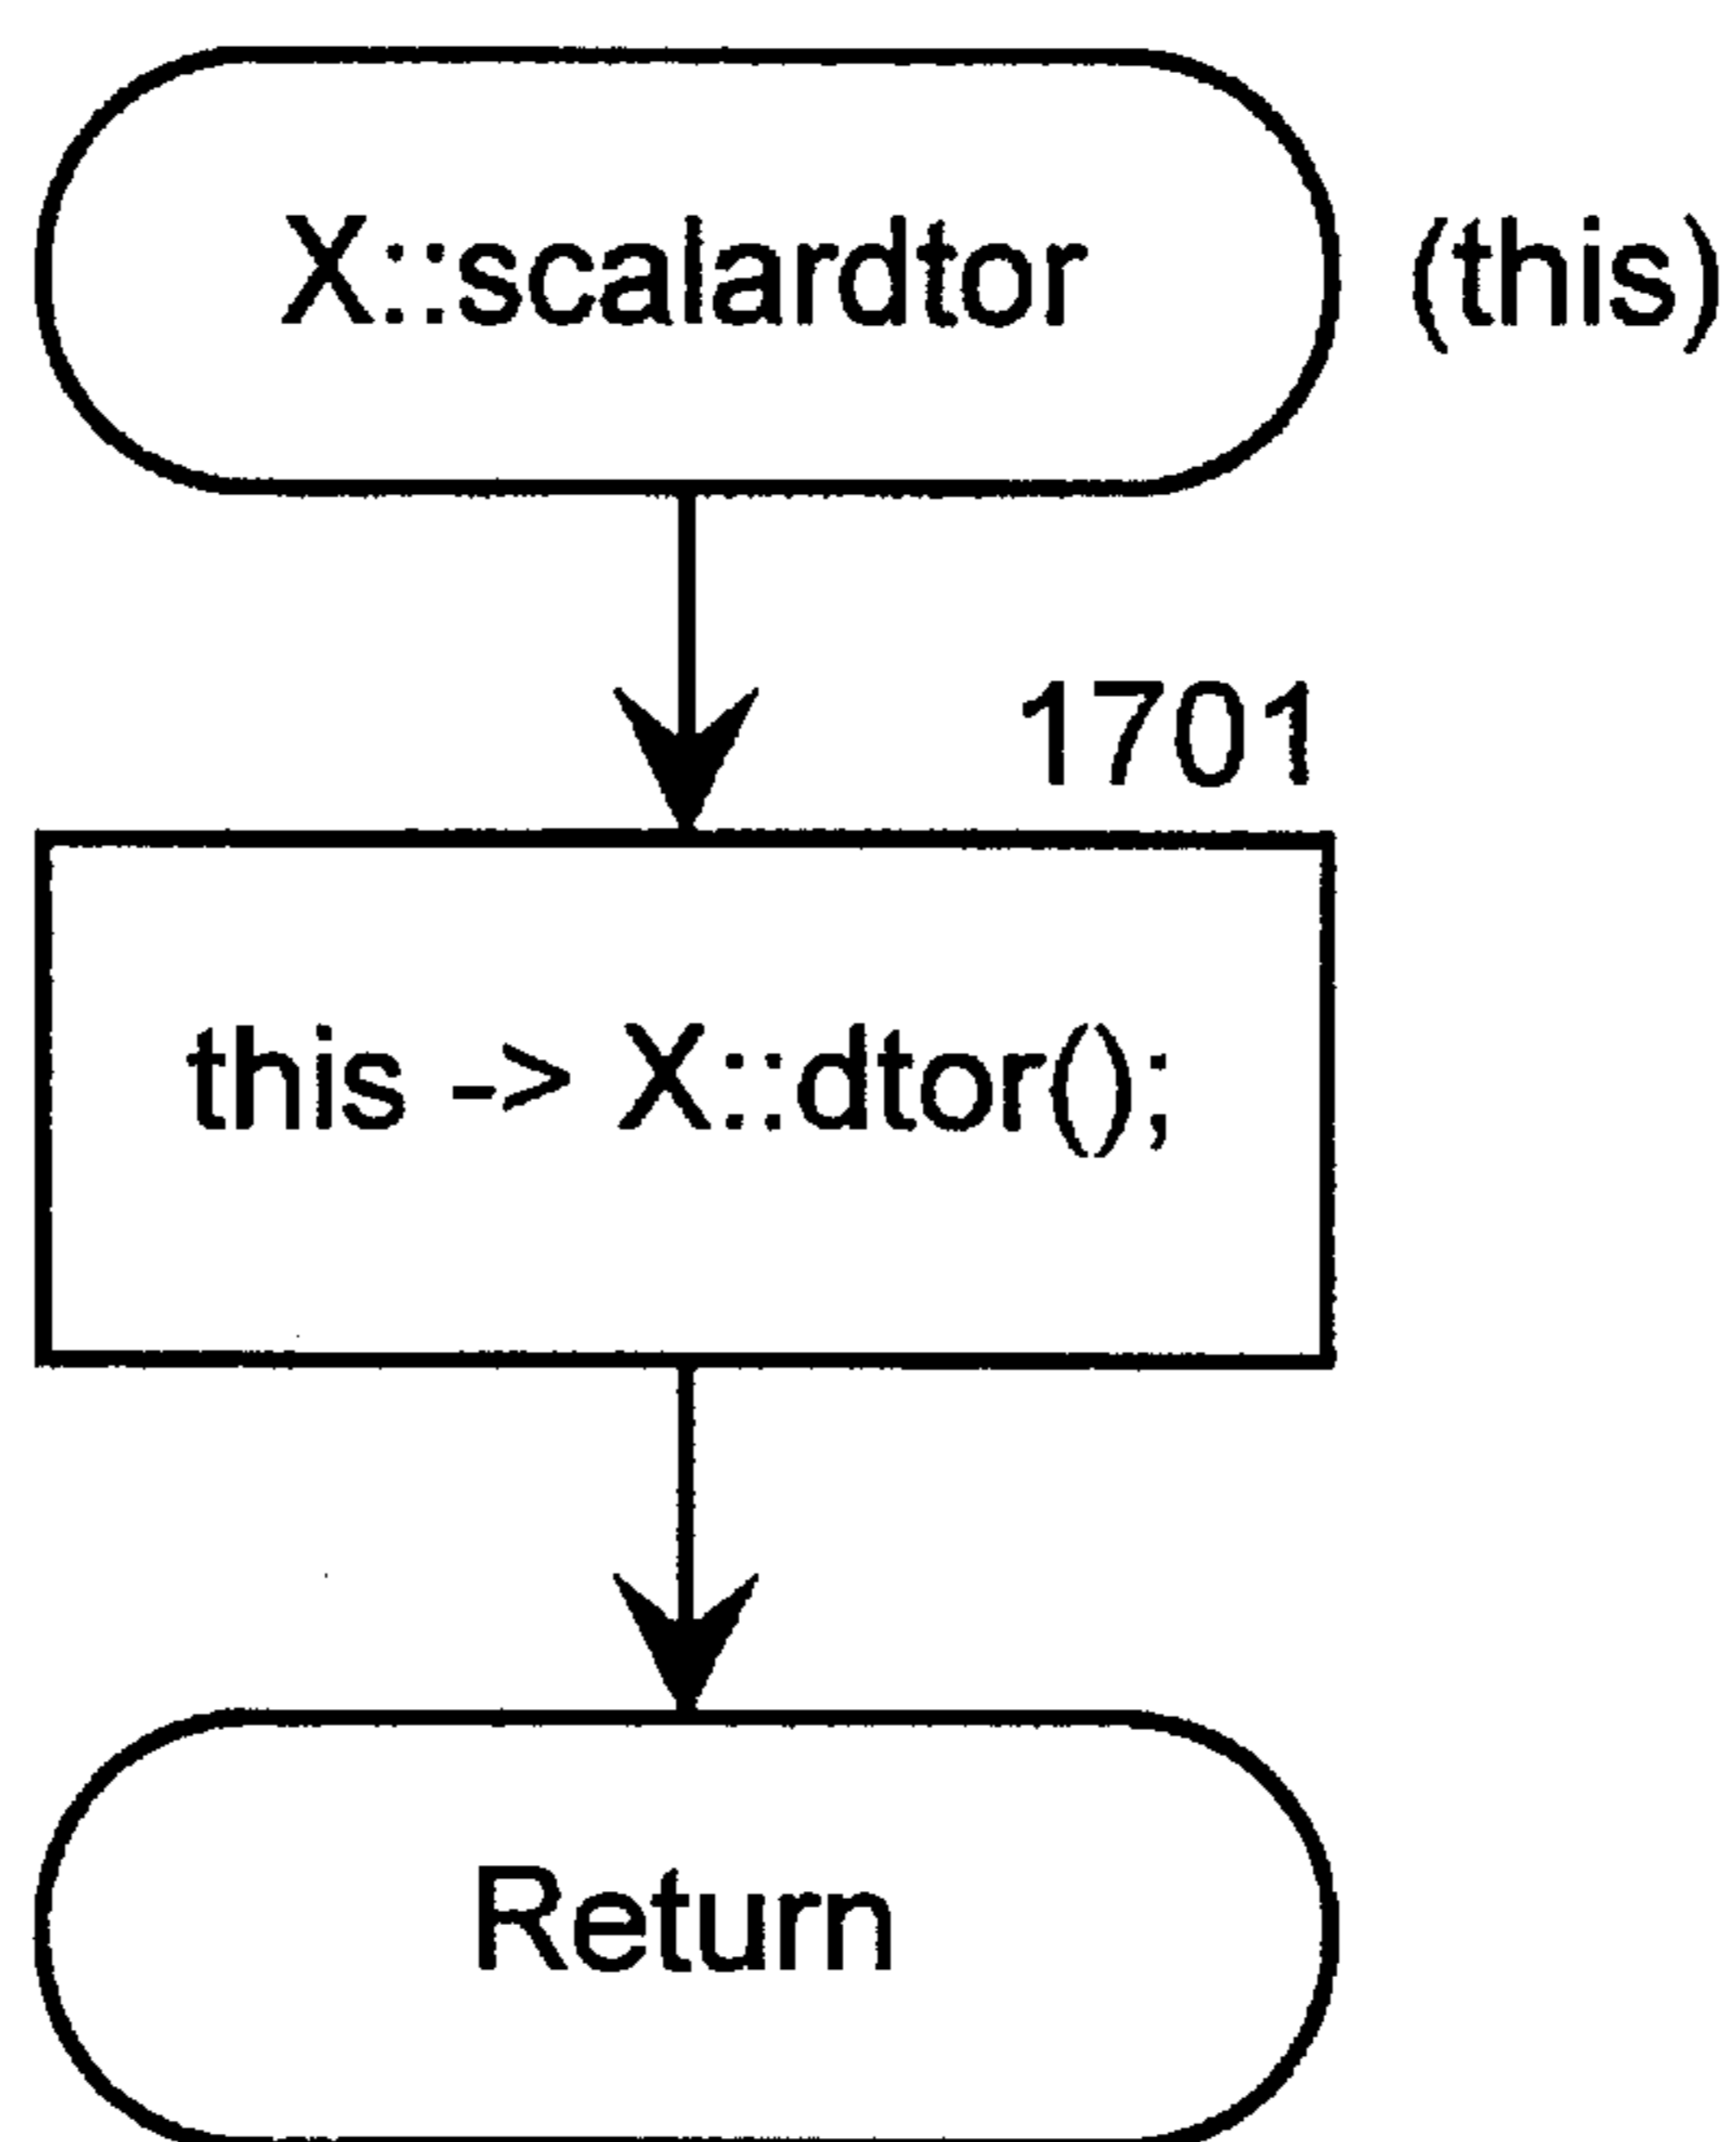 X::scalardtor (this)
1701
this -> X::dtor();
Return